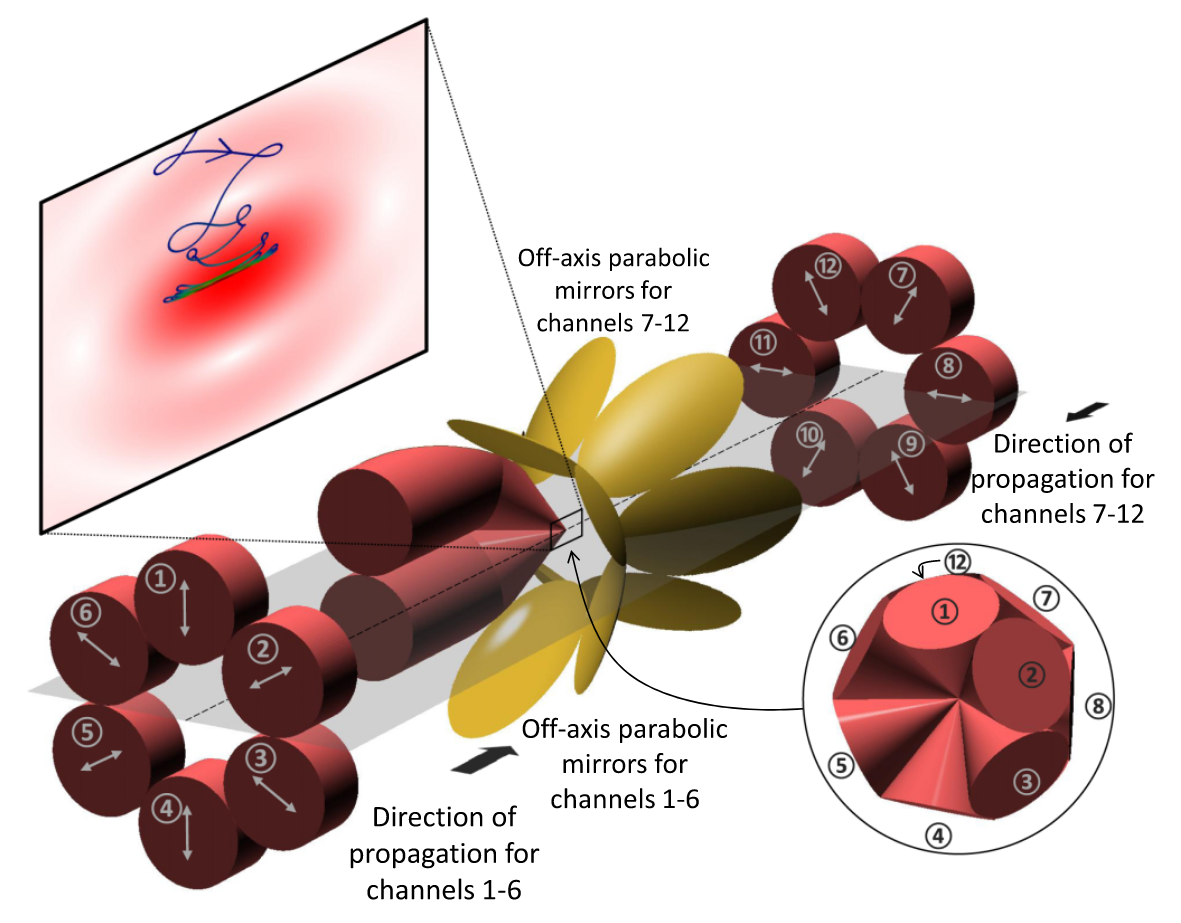 Off-axis parabolic
mirrors for
channels 7-12
⑫
⑦
⑪
⑧
⑩
⑨
Direction of
propagation for
channels 7-12
①
⑥
②
⑤
③
④
⑫
①
⑦
⑥
②
⑧
⑤
③
④
Off-axis parabolic
mirrors for
channels 1-6
Direction of
propagation for
channels 1-6